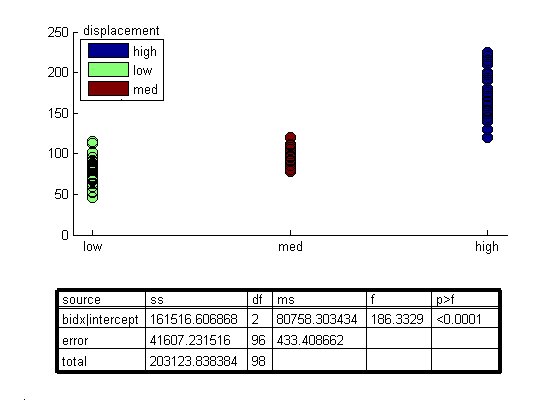 displacement
250
200
150
100
50
0
high
low
med
low med high
source ss df ms f p>f
bidx|intercept 161516.606868 2 80758.303434 186.3329 <0.0001
error 41607.231516 96 433.408662
total 203123.838384 98